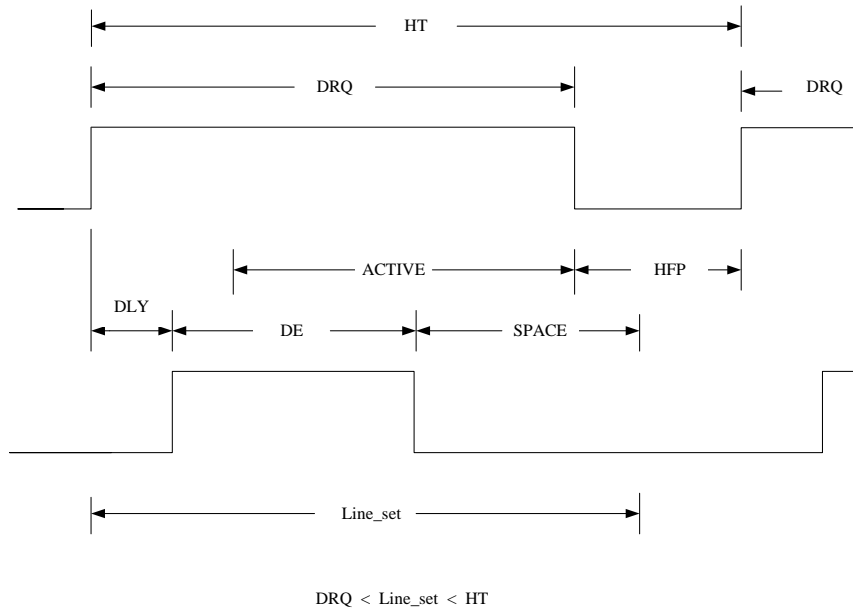 HT
DRQ DRQ
ACTIVE HFP
DLY
DE SPACE
Line_set
DRQ < Line_set < HT